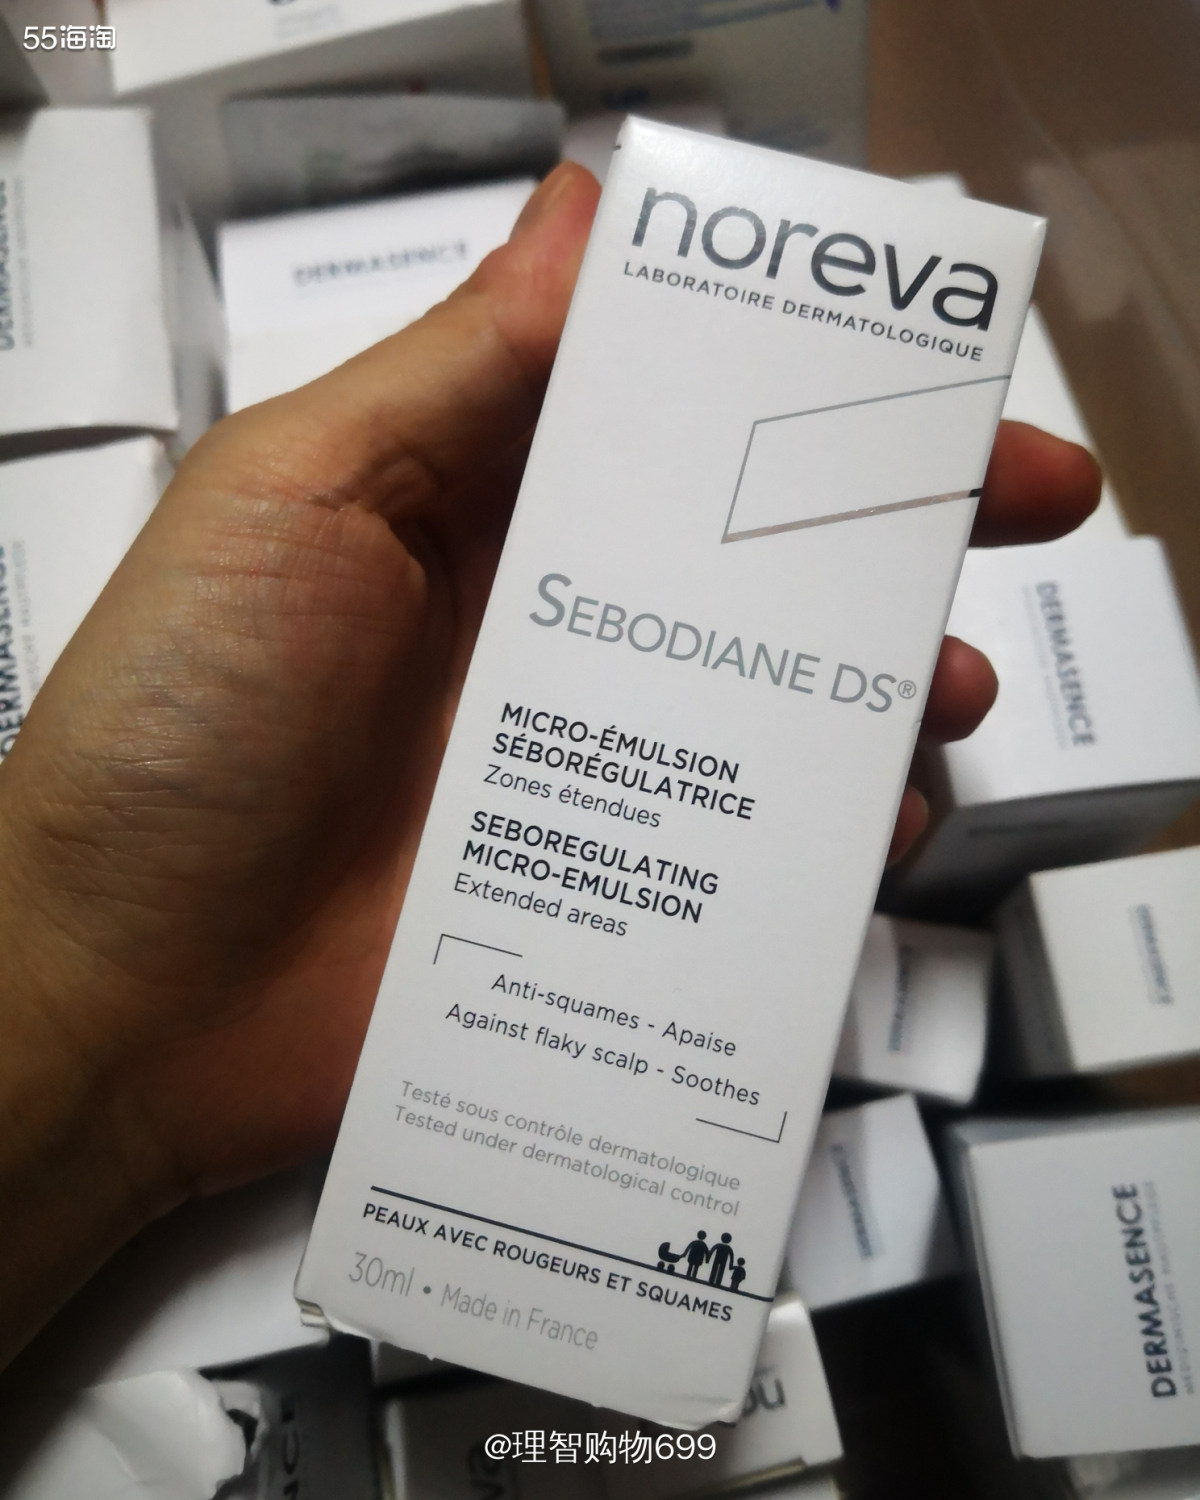 55海淘
noreva
LABORATOIRE DERMATOLOGIQUE
SEBODIANE DS®
MICRO-ÉMULSION
SÉBORÉGULATRICE
Zones étendues
SEBOREGULATING
MICRO-EMULSION
Extended areas
Anti-squames - Apaise
Against flaky scalp - Soothes
Testé sous contrôle dermatologique
Tested under dermatological control
PEAUX AVEC ROUGEURS ET SQUAMES
30ml • Made in France
DERMASENCE
DERMASENCE
DERMASENCE
DERMASENCE
DERMASENCE
@理智购物699